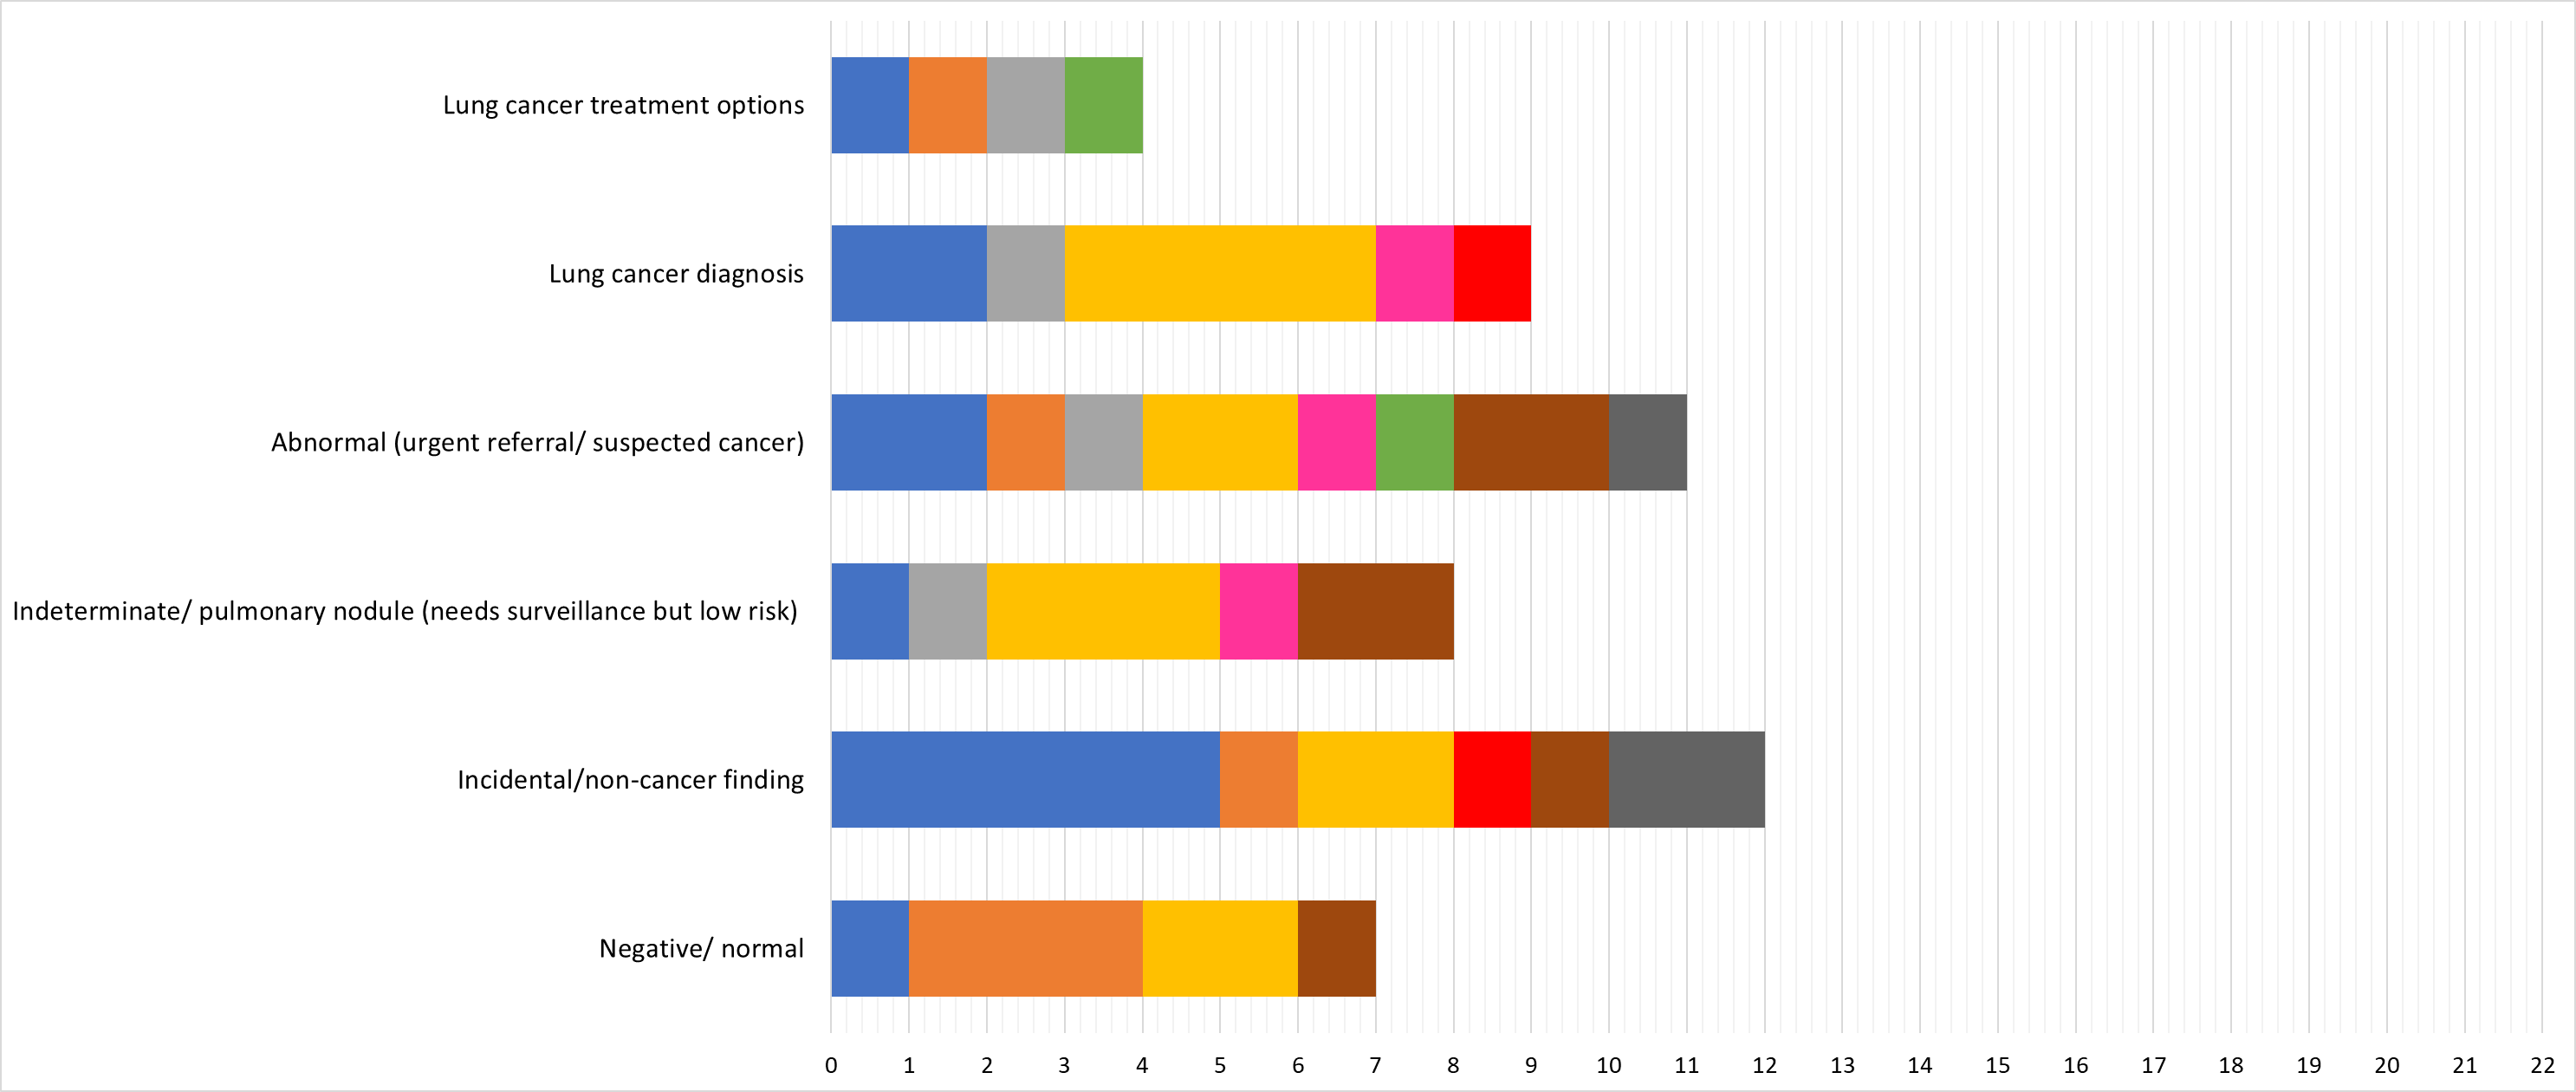 Lung cancer treatment options
Lung cancer diagnosis
Abnormal (urgent referral/ suspected cancer)
Indeterminate/ pulmonary nodule (needs surveillance but low risk)
Incidental/non-cancer finding
Negative/ normal
0 1 2 3 4 5 6 7 8 9 10 11 12 13 14 15 16 17 18 19 20 21 22